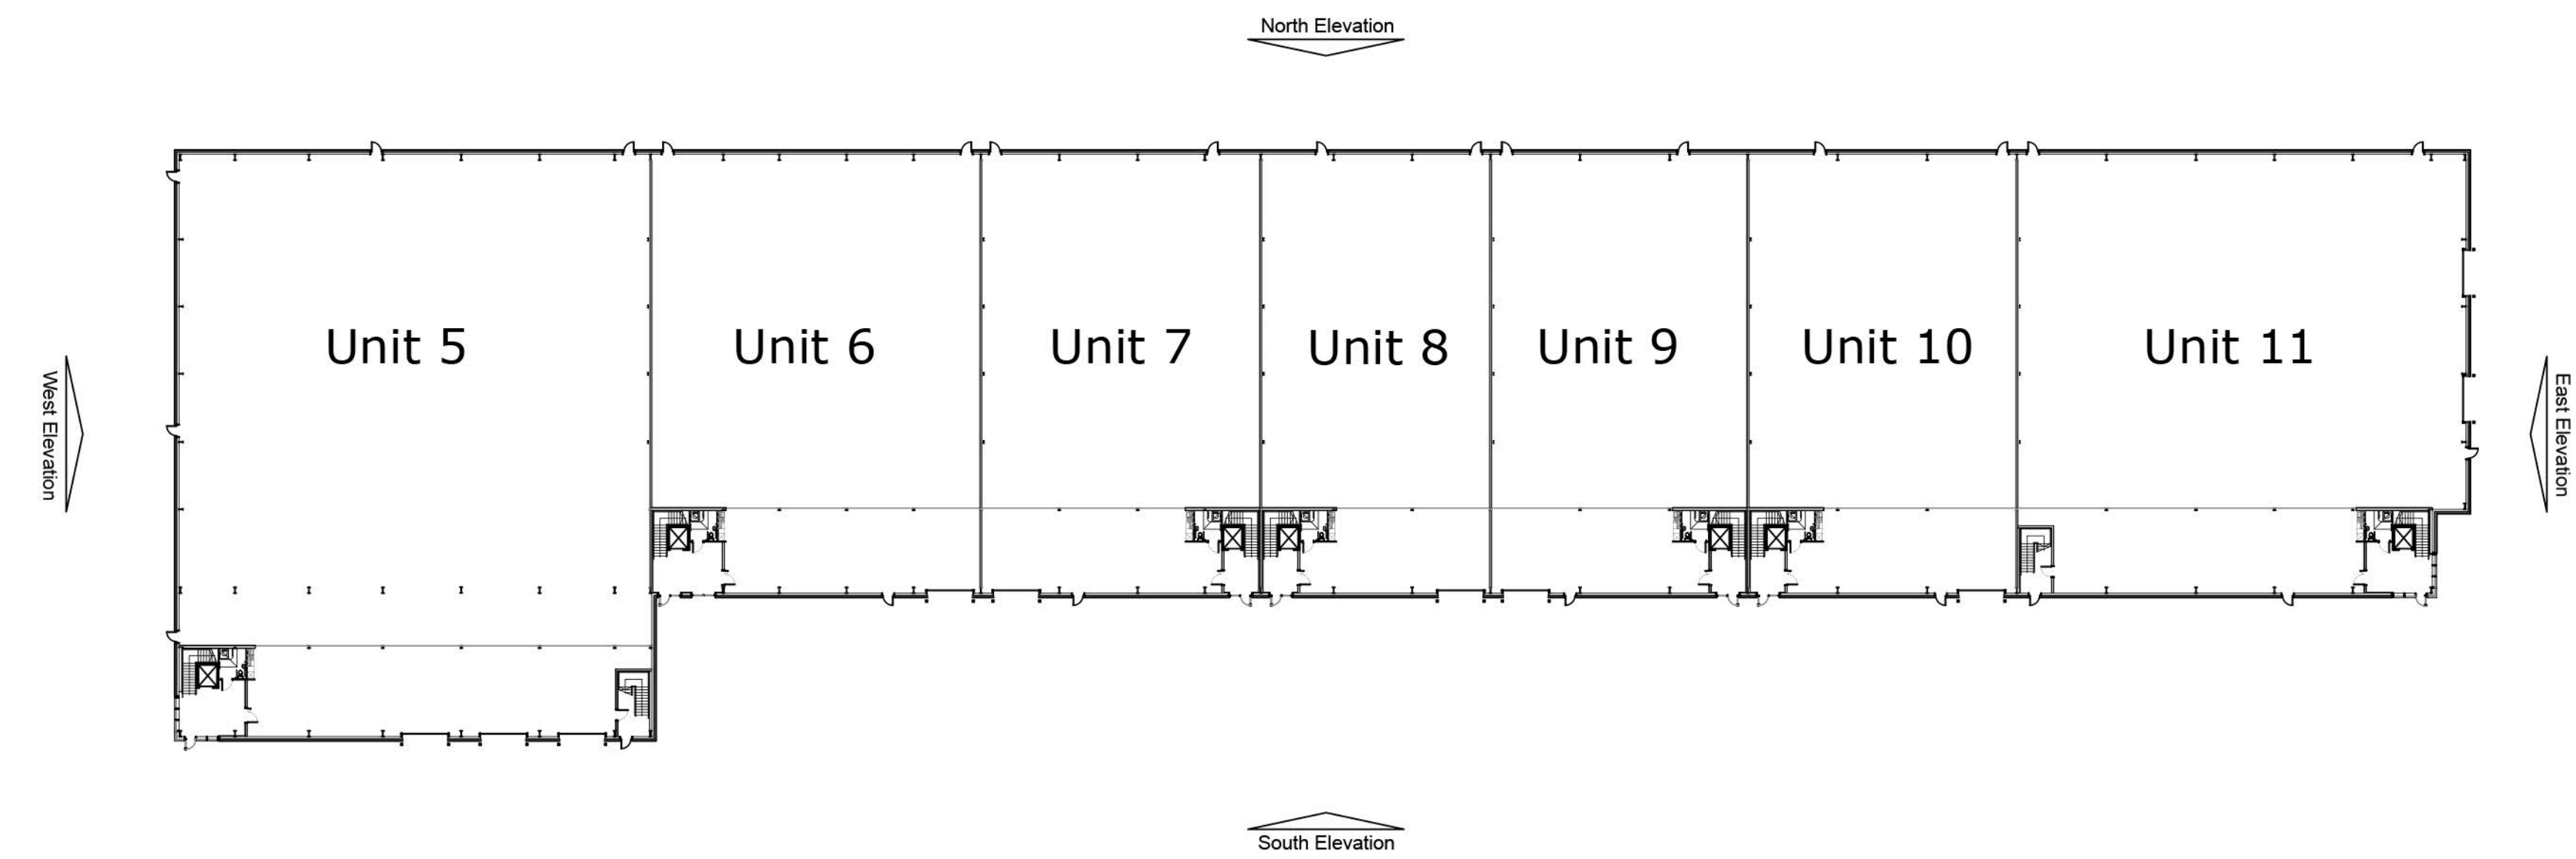 North Elevation
West Elevation
Unit 5
Unit 6
Unit 7
Unit 8
Unit 9
Unit 10
Unit 11
East Elevation
South Elevation